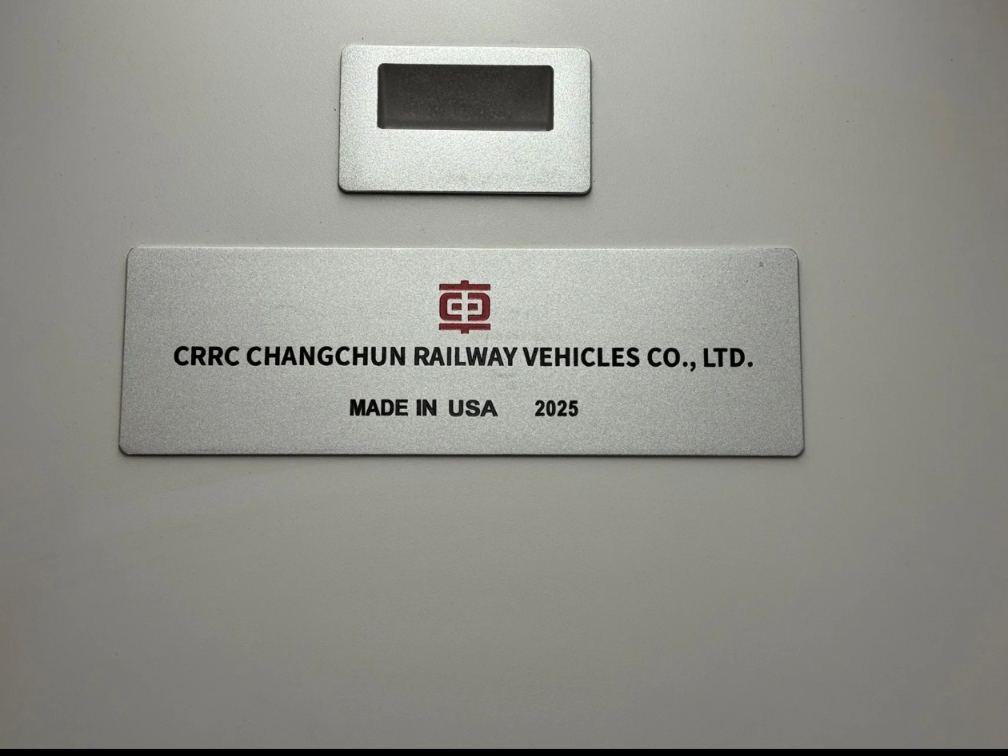 CRRC CHANGCHUN RAILWAY VEHICLES CO., LTD.
MADE IN USA 2025